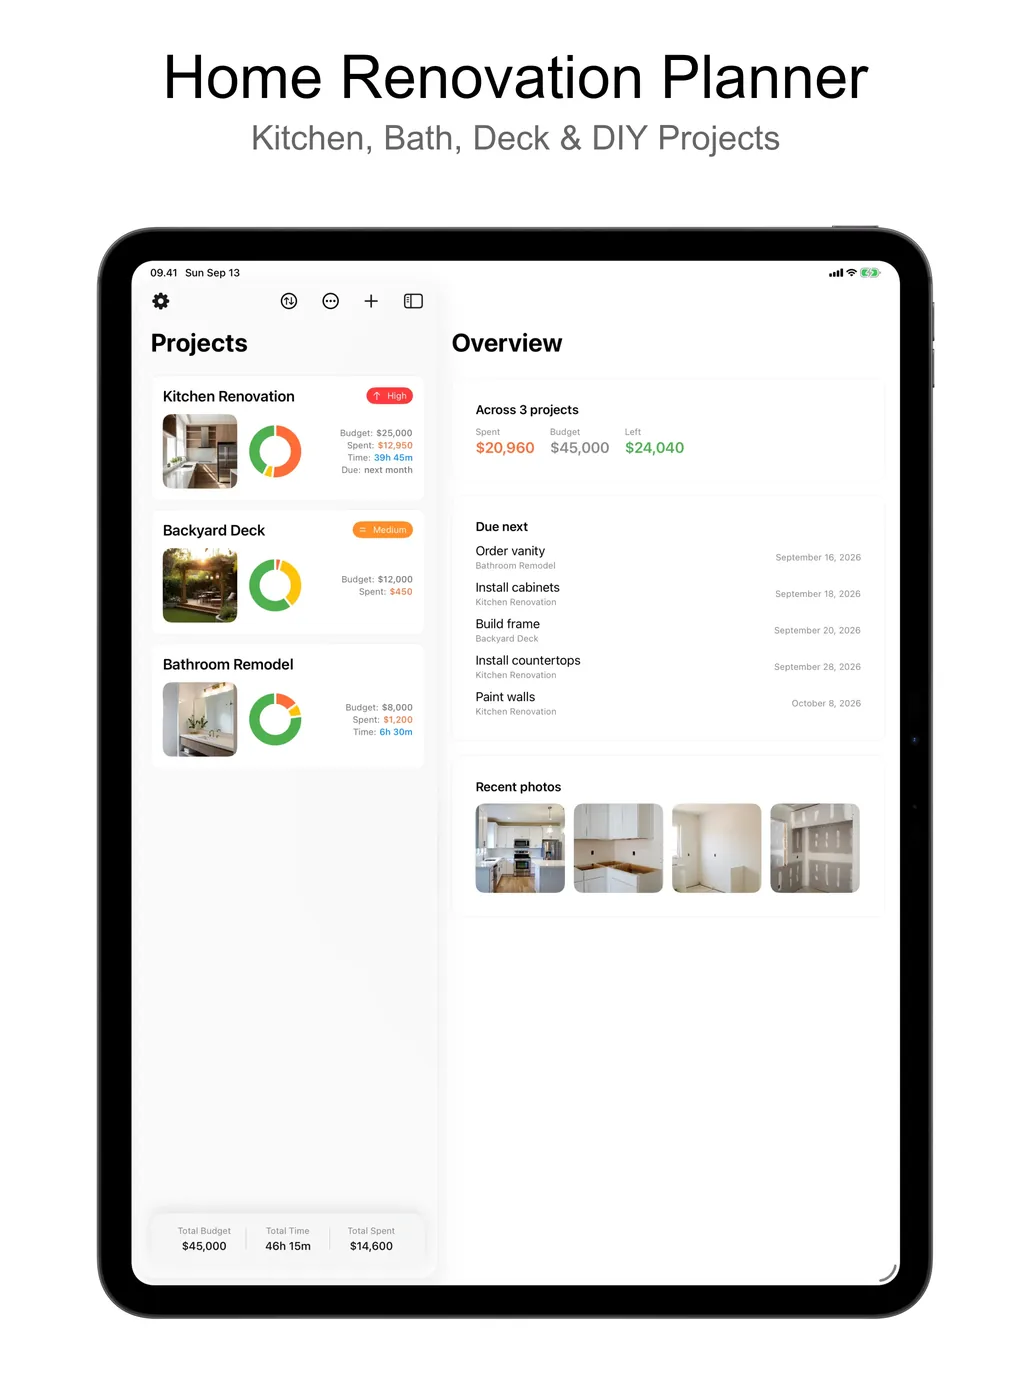 Home Renovation Planner
Kitchen, Bath, Deck & DIY Projects
09.41 Sun Sep 13
Projects
Kitchen Renovation
High
Budget: $25,000
Spent: $12,950
Time: 39h 45m
Due: next month
Backyard Deck
Medium
Budget: $12,000
Spent: $450
Bathroom Remodel
Budget: $8,000
Spent: $1,200
Time: 6h 30m
Total Budget Total Time Total Spent
$45,000 46h 15m $14,600
Overview
Across 3 projects
Spent Budget Left
$20,960 $45,000 $24,040
Due next
Order vanity
Bathroom Remodel
September 16, 2026
Install cabinets
Kitchen Renovation
September 18, 2026
Build frame
Backyard Deck
September 20, 2026
Install countertops
Kitchen Renovation
September 28, 2026
Paint walls
Kitchen Renovation
October 8, 2026
Recent photos